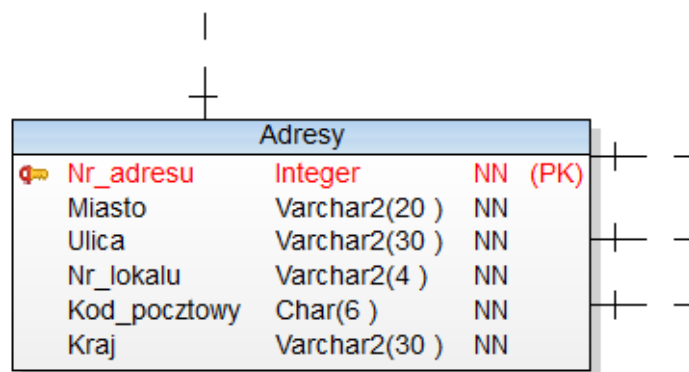 Adresy
Nr_adresu Integer NN (PK)
Miasto Varchar2(20 ) NN
Ulica Varchar2(30 ) NN
Nr_lokalu Varchar2(4 ) NN
Kod_pocztowy Char(6 ) NN
Kraj Varchar2(30 ) NN